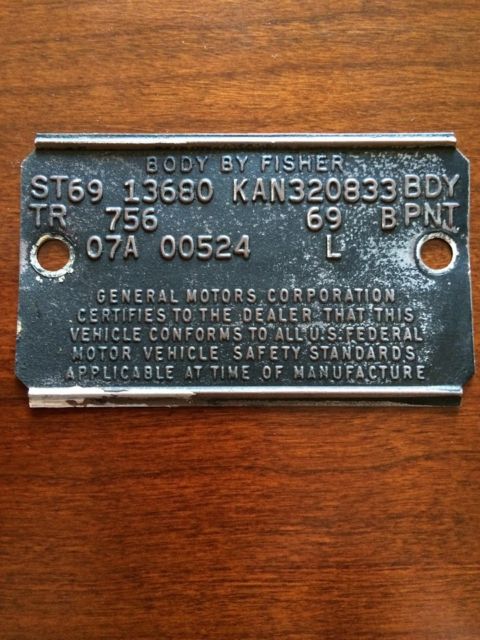 BODY BY FISHER
ST69 13680 KAN320833 BDY
TR 756 69 B PNT
07A 00524 L
GENERAL MOTORS CORPORATION
CERTIFIES TO THE DEALER THAT THIS
VEHICLE CONFORMS TO ALL U.S. FEDERAL
MOTOR VEHICLE SAFETY STANDARDS
APPLICABLE AT TIME OF MANUFACTURE